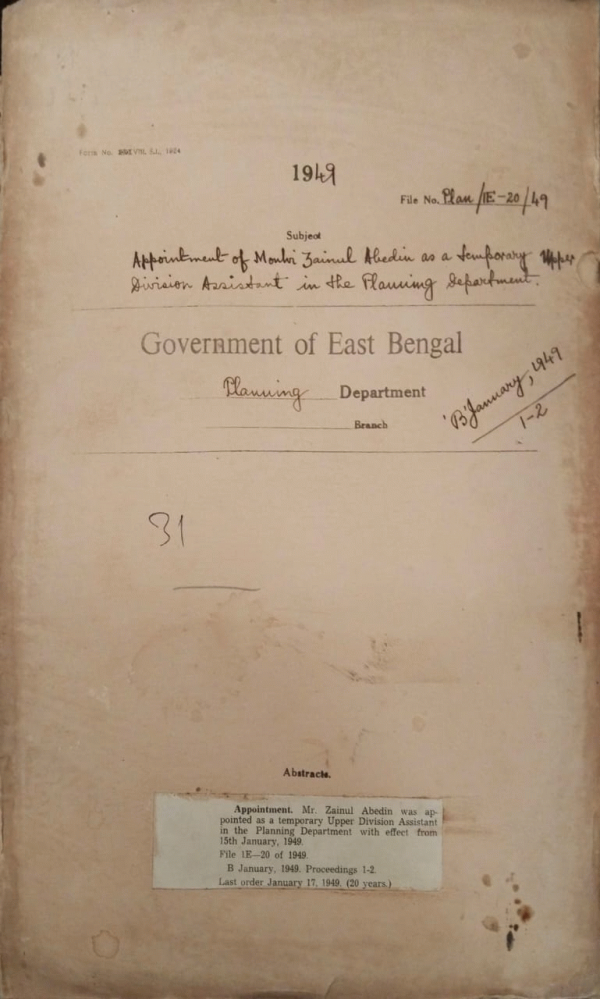 Form No.
1949
File No. Plan/IE-20/49
Subject
Appointment of Moulvi Zainul Abedin as a temporary Upper
Division Assistant in the Planning Department.
Government of East Bengal
Planning Department
Branch
'B' January, 1949
1-2
31
Abstracts.
Appointment. Mr. Zainul Abedin was ap-
pointed as a temporary Upper Division Assistant
in the Planning Department with effect from
15th January, 1949.
File 1E—20 of 1949.
B January, 1949. Proceedings 1-2.
Last order January 17, 1949. (20 years.)